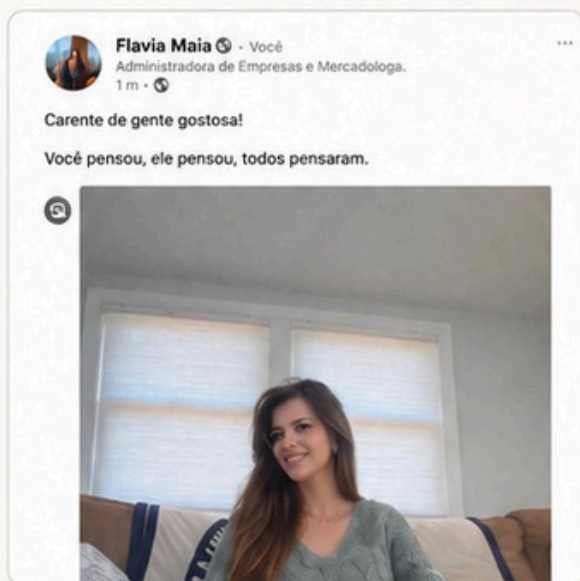 Flavia Maia · Você
Administradora de Empresas e Mercadologa.
1 m ·
Carente de gente gostosa!
Você pensou, ele pensou, todos pensaram.